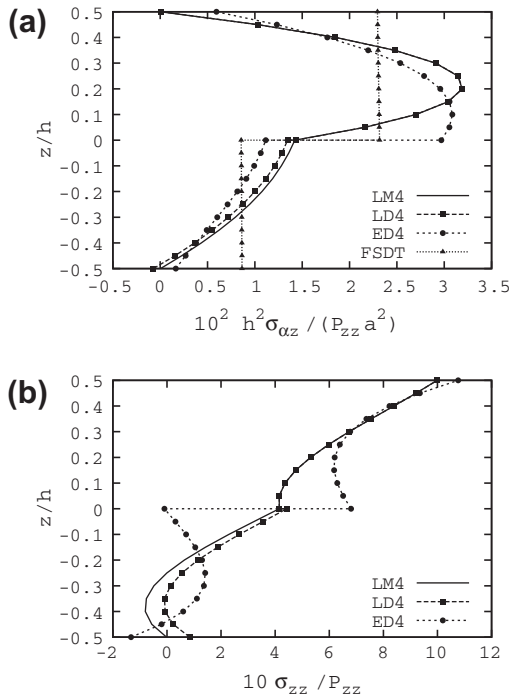 (a)
0.5
0.4
0.3
0.2
0.1
0
-0.1
-0.2
-0.3
-0.4
-0.5
z/h
LM4
LD4
ED4
FSDT
-0.5 0 0.5 1 1.5 2 2.5 3 3.5
10² h²σαz/(Pzz a²)
(b)
0.5
0.4
0.3
0.2
0.1
0
-0.1
-0.2
-0.3
-0.4
-0.5
z/h
LM4
LD4
ED4
-2 0 2 4 6 8 10 12
10 σzz/Pzz